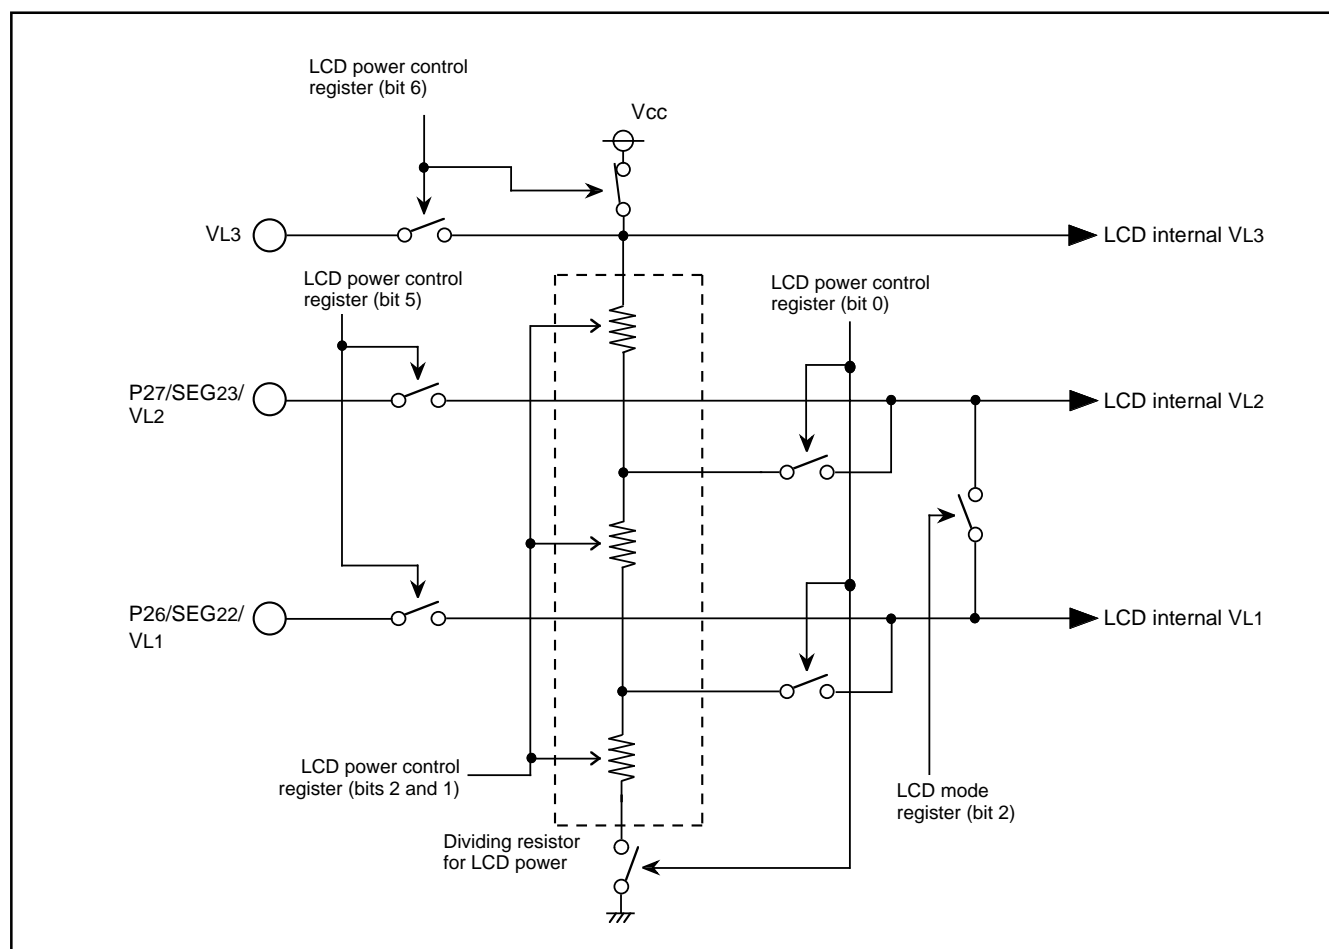 LCD power control
register (bit 6)
Vcc
VL3
LCD internal VL3
LCD power control
register (bit 5)
LCD power control
register (bit 0)
P27/SEG23/
VL2
LCD internal VL2
P26/SEG22/
VL1
LCD internal VL1
LCD power control
register (bits 2 and 1)
LCD mode
register (bit 2)
Dividing resistor
for LCD power